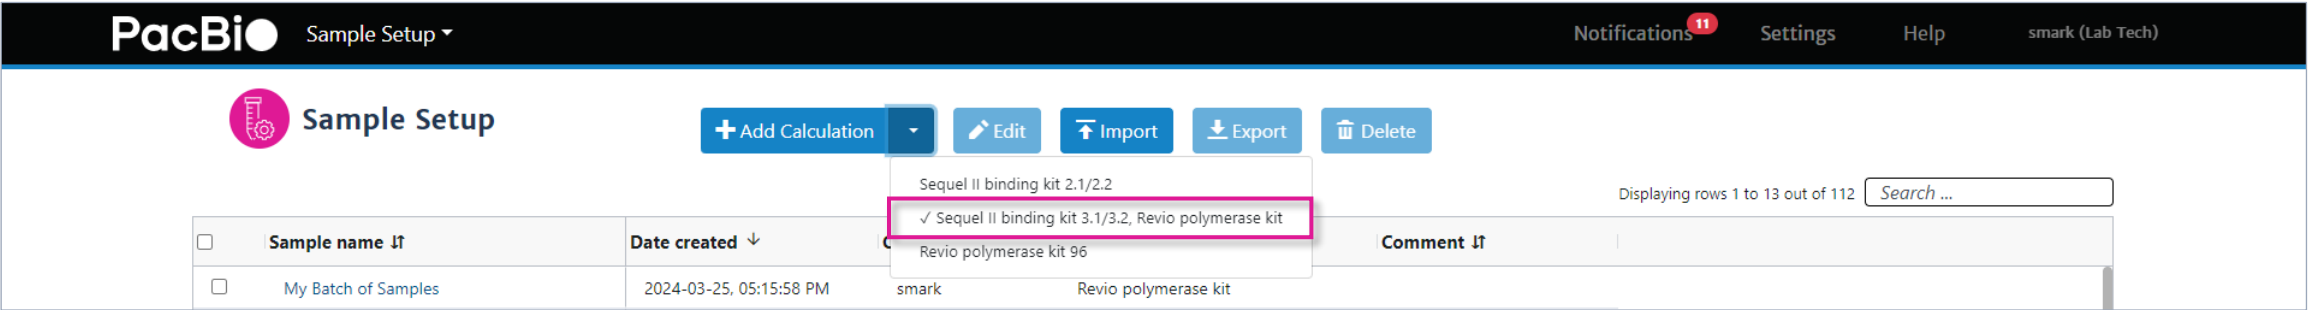 PacBio Sample Setup Notifications 11 Settings Help smark (Lab Tech)
Sample Setup + Add Calculation Edit Import Export Delete
Sequel II binding kit 2.1/2.2
Displaying rows 1 to 13 out of 112 Search ...
✓ Sequel II binding kit 3.1/3.2, Revio polymerase kit
Sample name Date created Comment
Revio polymerase kit 96
My Batch of Samples 2024-03-25, 05:15:58 PM smark Revio polymerase kit